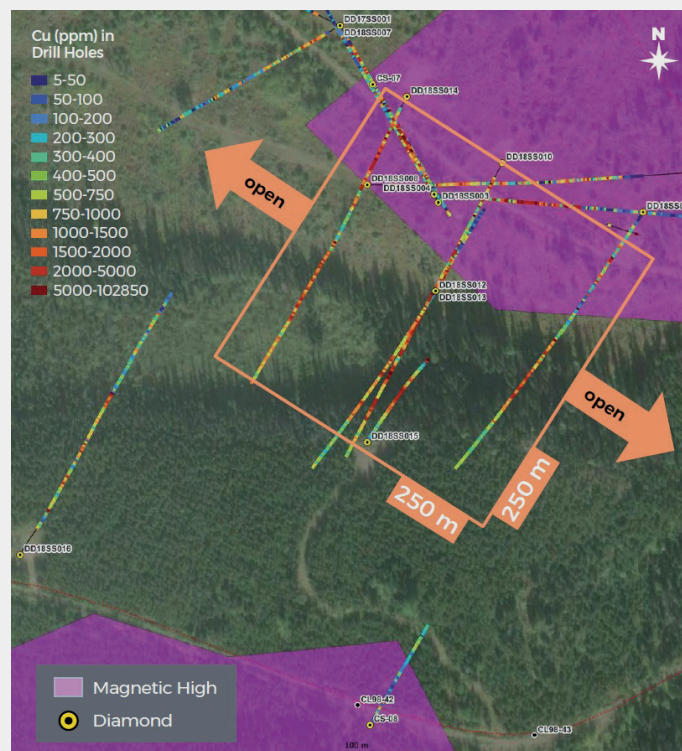 Cu (ppm) in
Drill Holes
5-50
50-100
100-200
200-300
300-400
400-500
500-750
750-1000
1000-1500
1500-2000
2000-5000
5000-102850
N
DD17SS001
DD18SS007
CS-07
DD18SS014
DD18SS010
open
DD18SS008
DD18SS004
DD18SS003
DD18SS012
DD18SS013
open
DD18SS015
250 m
250 m
DD18SS016
Magnetic High
Diamond
CL98-42
CS-08
CL98-43
100 m